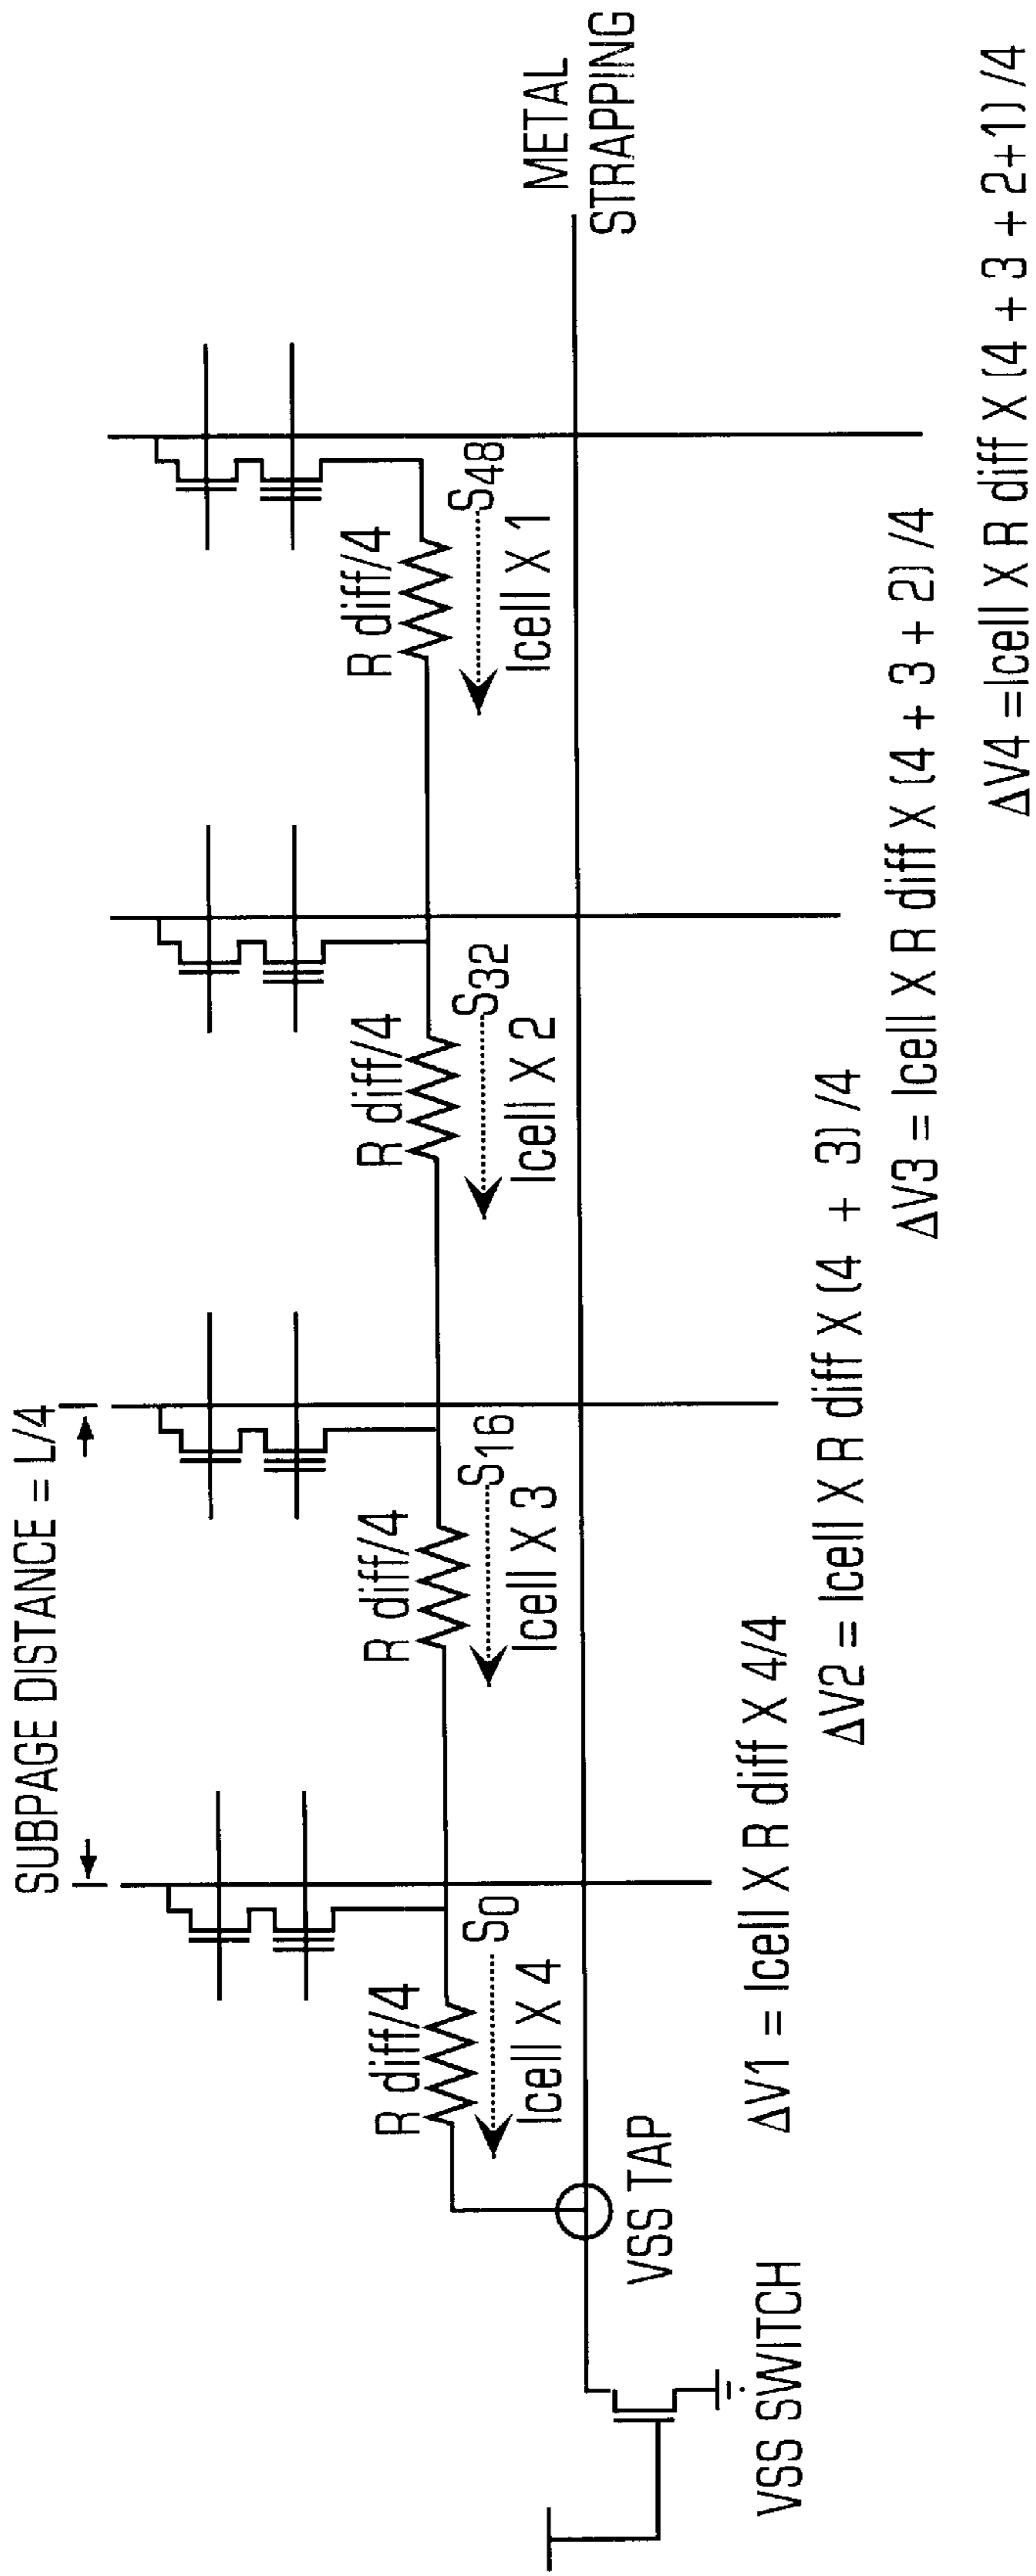 SUBPAGE DISTANCE = L/4
R diff/4
R diff/4
R diff/4
R diff/4
S0
S16
S32
S48
Icell X 4
Icell X 3
Icell X 2
Icell X 1
METAL
STRAPPING
VSS TAP
VSS SWITCH
ΔV1 = Icell X R diff X 4/4
ΔV2 = Icell X R diff X (4 + 3) /4
ΔV3 = Icell X R diff X (4 + 3 + 2) /4
ΔV4 =Icell X R diff X (4 + 3 + 2+1) /4